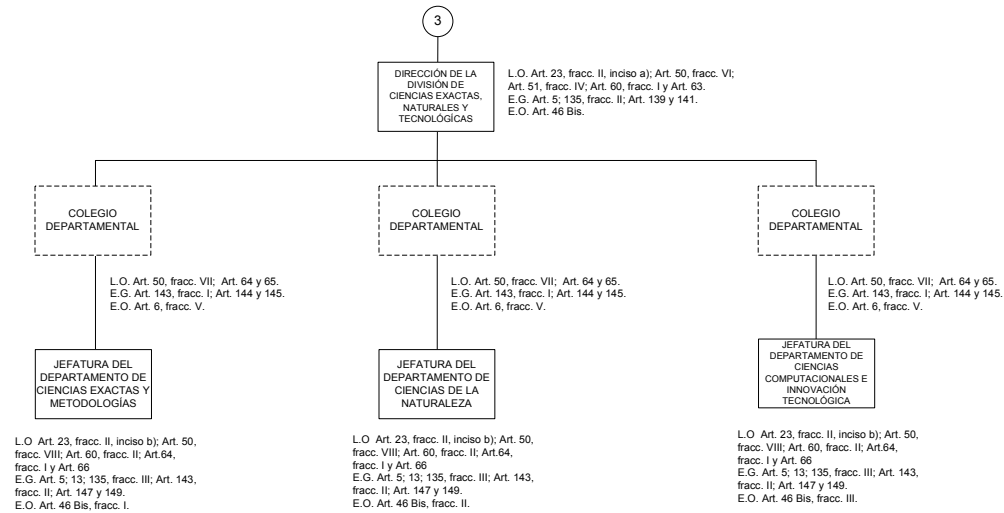 3
DIRECCIÓN DE LA
DIVISIÓN DE
CIENCIAS EXACTAS,
NATURALES Y
TECNOLÓGÍCAS
L.O. Art. 23, fracc. II, inciso a); Art. 50, fracc. VI;
Art. 51, fracc. IV; Art. 60, fracc. I y Art. 63.
E.G. Art. 5; 135, fracc. II; Art. 139 y 141.
E.O. Art. 46 Bis.
COLEGIO
DEPARTAMENTAL
COLEGIO
DEPARTAMENTAL
COLEGIO
DEPARTAMENTAL
L.O. Art. 50, fracc. VII; Art. 64 y 65.
E.G. Art. 143, fracc. I; Art. 144 y 145.
E.O. Art. 6, fracc. V.
L.O. Art. 50, fracc. VII; Art. 64 y 65.
E.G. Art. 143, fracc. I; Art. 144 y 145.
E.O. Art. 6, fracc. V.
L.O. Art. 50, fracc. VII; Art. 64 y 65.
E.G. Art. 143, fracc. I; Art. 144 y 145.
E.O. Art. 6, fracc. V.
JEFATURA DEL
DEPARTAMENTO DE
CIENCIAS EXACTAS Y
METODOLOGÍAS
JEFATURA DEL
DEPARTAMENTO DE
CIENCIAS DE LA
NATURALEZA
JEFATURA DEL
DEPARTAMENTO DE
CIENCIAS
COMPUTACIONALES E
INNOVACIÓN
TECNOLÓGICA
L.O Art. 23, fracc. II, inciso b); Art. 50,
fracc. VIII; Art. 60, fracc. II; Art.64,
fracc. I y Art. 66
E.G. Art. 5; 13; 135, fracc. III; Art. 143,
fracc. II; Art. 147 y 149.
E.O. Art. 46 Bis, fracc. I.
L.O Art. 23, fracc. II, inciso b); Art. 50,
fracc. VIII; Art. 60, fracc. II; Art.64,
fracc. I y Art. 66
E.G. Art. 5; 13; 135, fracc. III; Art. 143,
fracc. II; Art. 147 y 149.
E.O. Art. 46 Bis, fracc. II.
L.O Art. 23, fracc. II, inciso b); Art. 50,
fracc. VIII; Art. 60, fracc. II; Art.64,
fracc. I y Art. 66
E.G. Art. 5; 13; 135, fracc. III; Art. 143,
fracc. II; Art. 147 y 149.
E.O. Art. 46 Bis, fracc. III.